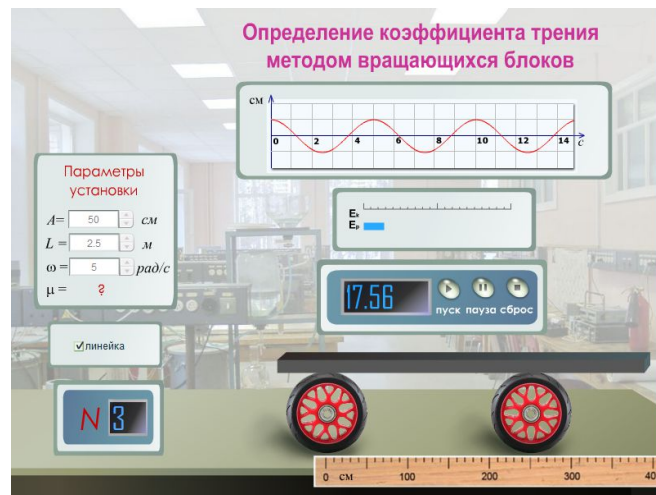 Определение коэффициента трения
методом вращающихся блоков
см
0 2 4 6 8 10 12 14 с
Параметры
установки
A= 50 см
L = 2.5 м
ω = 5 рад/с
μ = ?
Eк
Eр
17.56
пуск пауза сброс
линейка
N 3
0 см 100 200 300 40